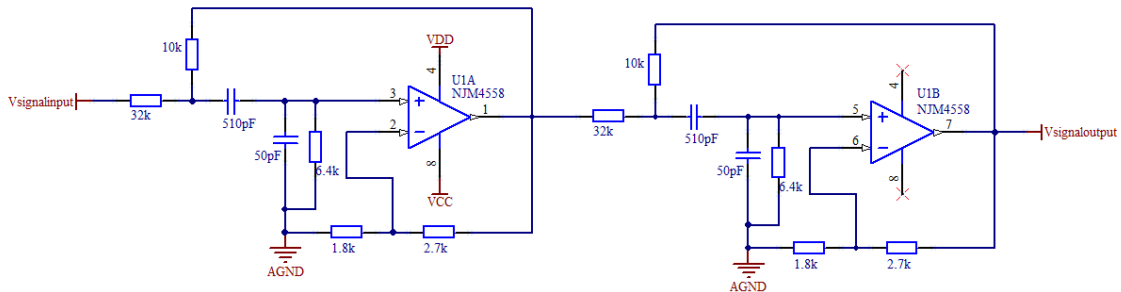 VDD
10k
4
U1A
NJM4558
Vsignalinput
32k
510pF
3
1
2
50pF
6.4k
8
VCC
1.8k
2.7k
AGND
10k
4
U1B
NJM4558
32k
510pF
5
7
Vsignaloutput
6
50pF
6.4k
8
1.8k
2.7k
AGND